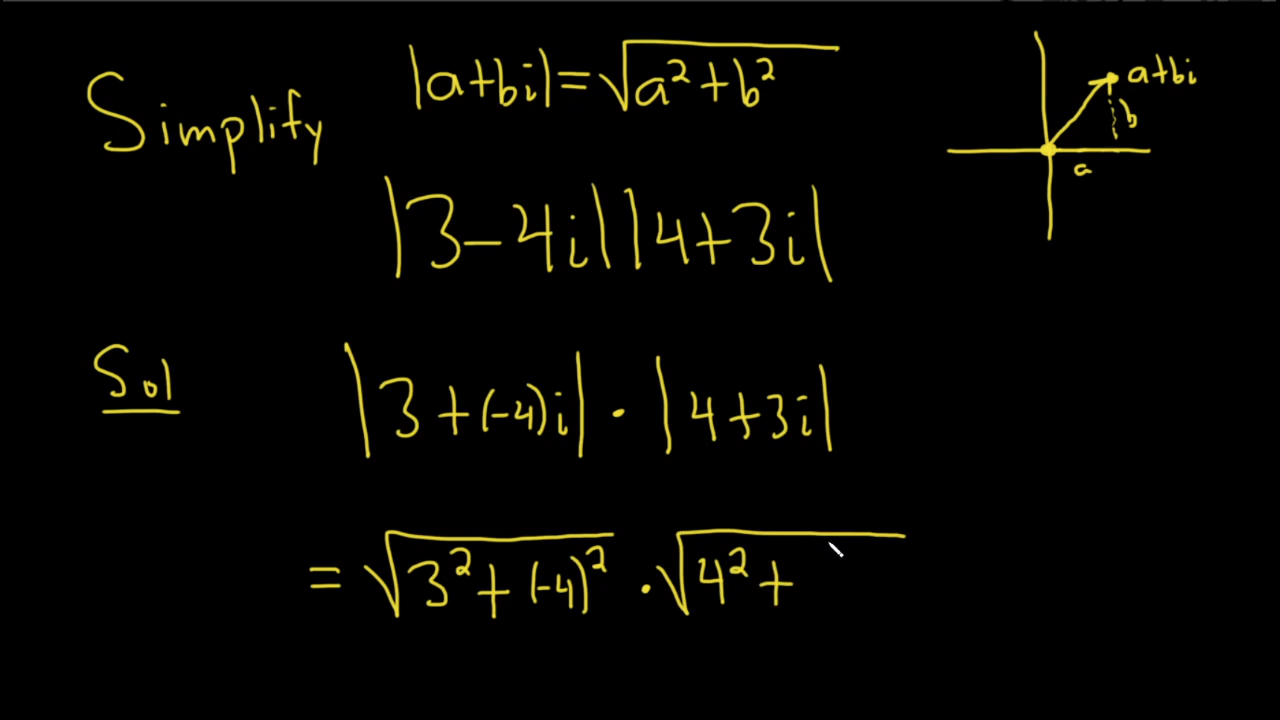 Simplify |a+bi| = √(a² + b²)
a+bi
b
a
|3-4i||4+3i|
Sol |3+(-4)i| · |4+3i|
= √(3² + (-4)²) · √(4² +